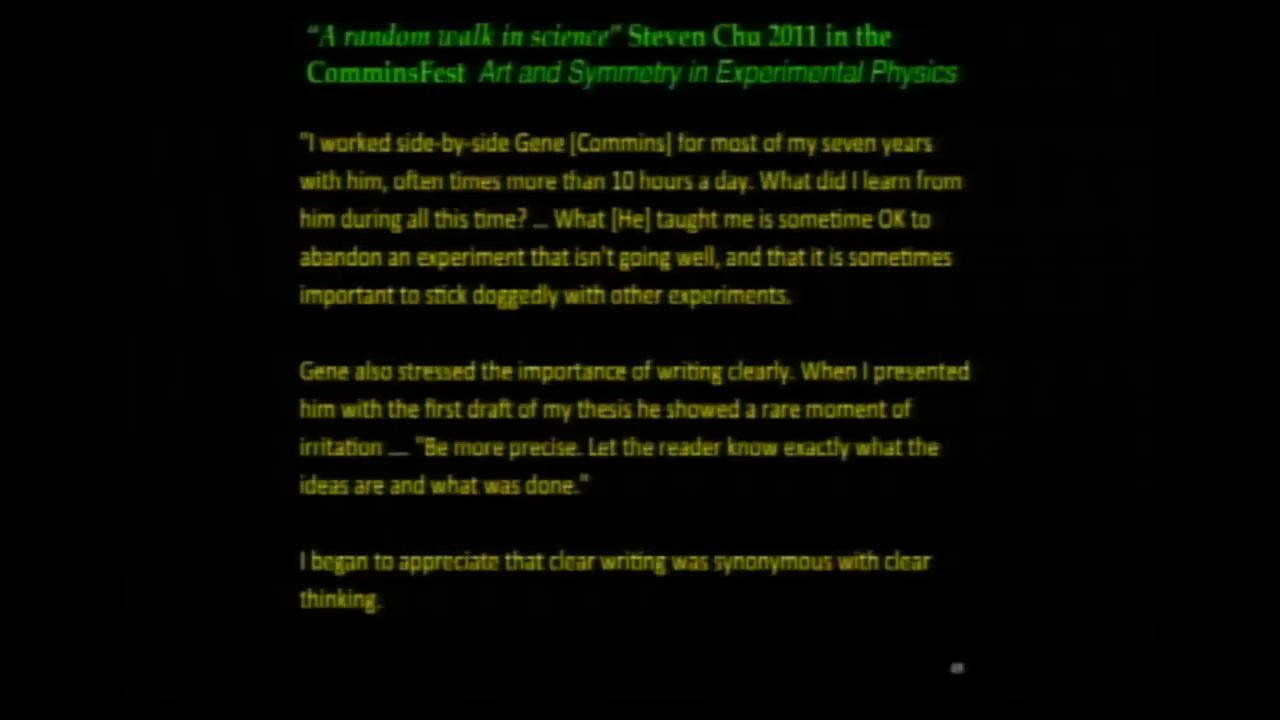 “A random walk in science” Steven Chu 2011 in the
ComminsFest Art and Symmetry in Experimental Physics
"I worked side-by-side Gene [Commins] for most of my seven years
with him, often times more than 10 hours a day. What did I learn from
him during all this time? ... What [He] taught me is sometime OK to
abandon an experiment that isn't going well, and that it is sometimes
important to stick doggedly with other experiments.
Gene also stressed the importance of writing clearly. When I presented
him with the first draft of my thesis he showed a rare moment of
irritation .... "Be more precise. Let the reader know exactly what the
ideas are and what was done."
I began to appreciate that clear writing was synonymous with clear
thinking.